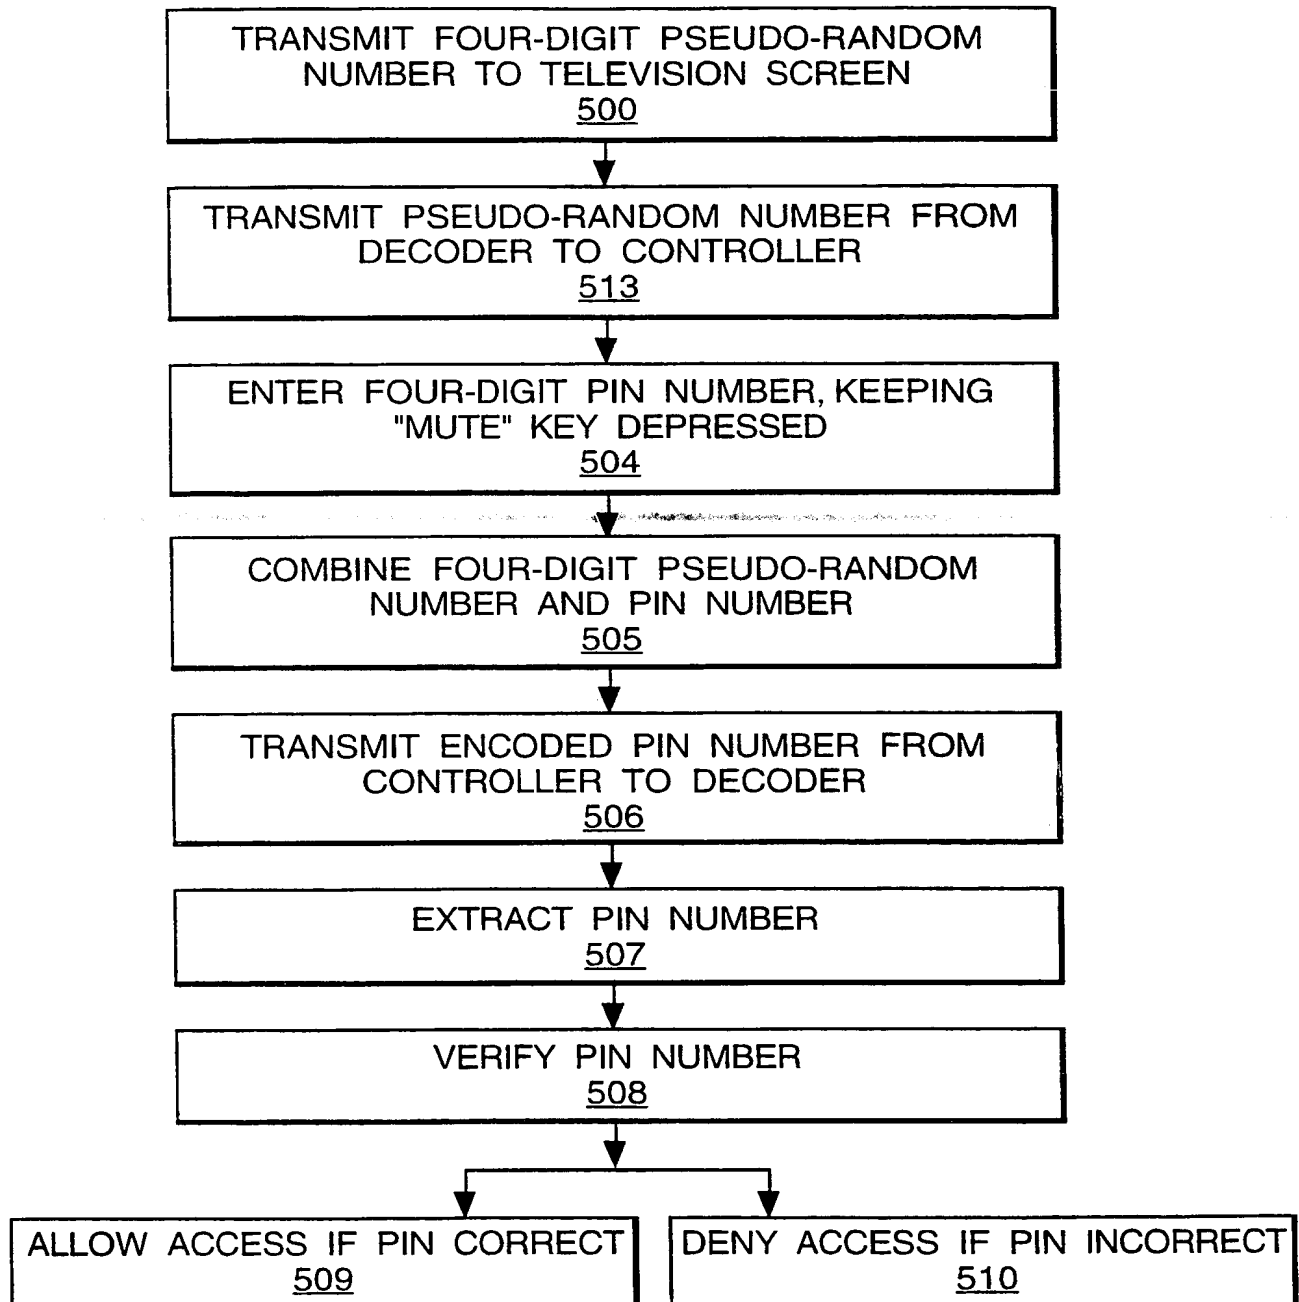 TRANSMIT FOUR-DIGIT PSEUDO-RANDOM
NUMBER TO TELEVISION SCREEN
500
TRANSMIT PSEUDO-RANDOM NUMBER FROM
DECODER TO CONTROLLER
513
ENTER FOUR-DIGIT PIN NUMBER, KEEPING
"MUTE" KEY DEPRESSED
504
COMBINE FOUR-DIGIT PSEUDO-RANDOM
NUMBER AND PIN NUMBER
505
TRANSMIT ENCODED PIN NUMBER FROM
CONTROLLER TO DECODER
506
EXTRACT PIN NUMBER
507
VERIFY PIN NUMBER
508
ALLOW ACCESS IF PIN CORRECT
509
DENY ACCESS IF PIN INCORRECT
510